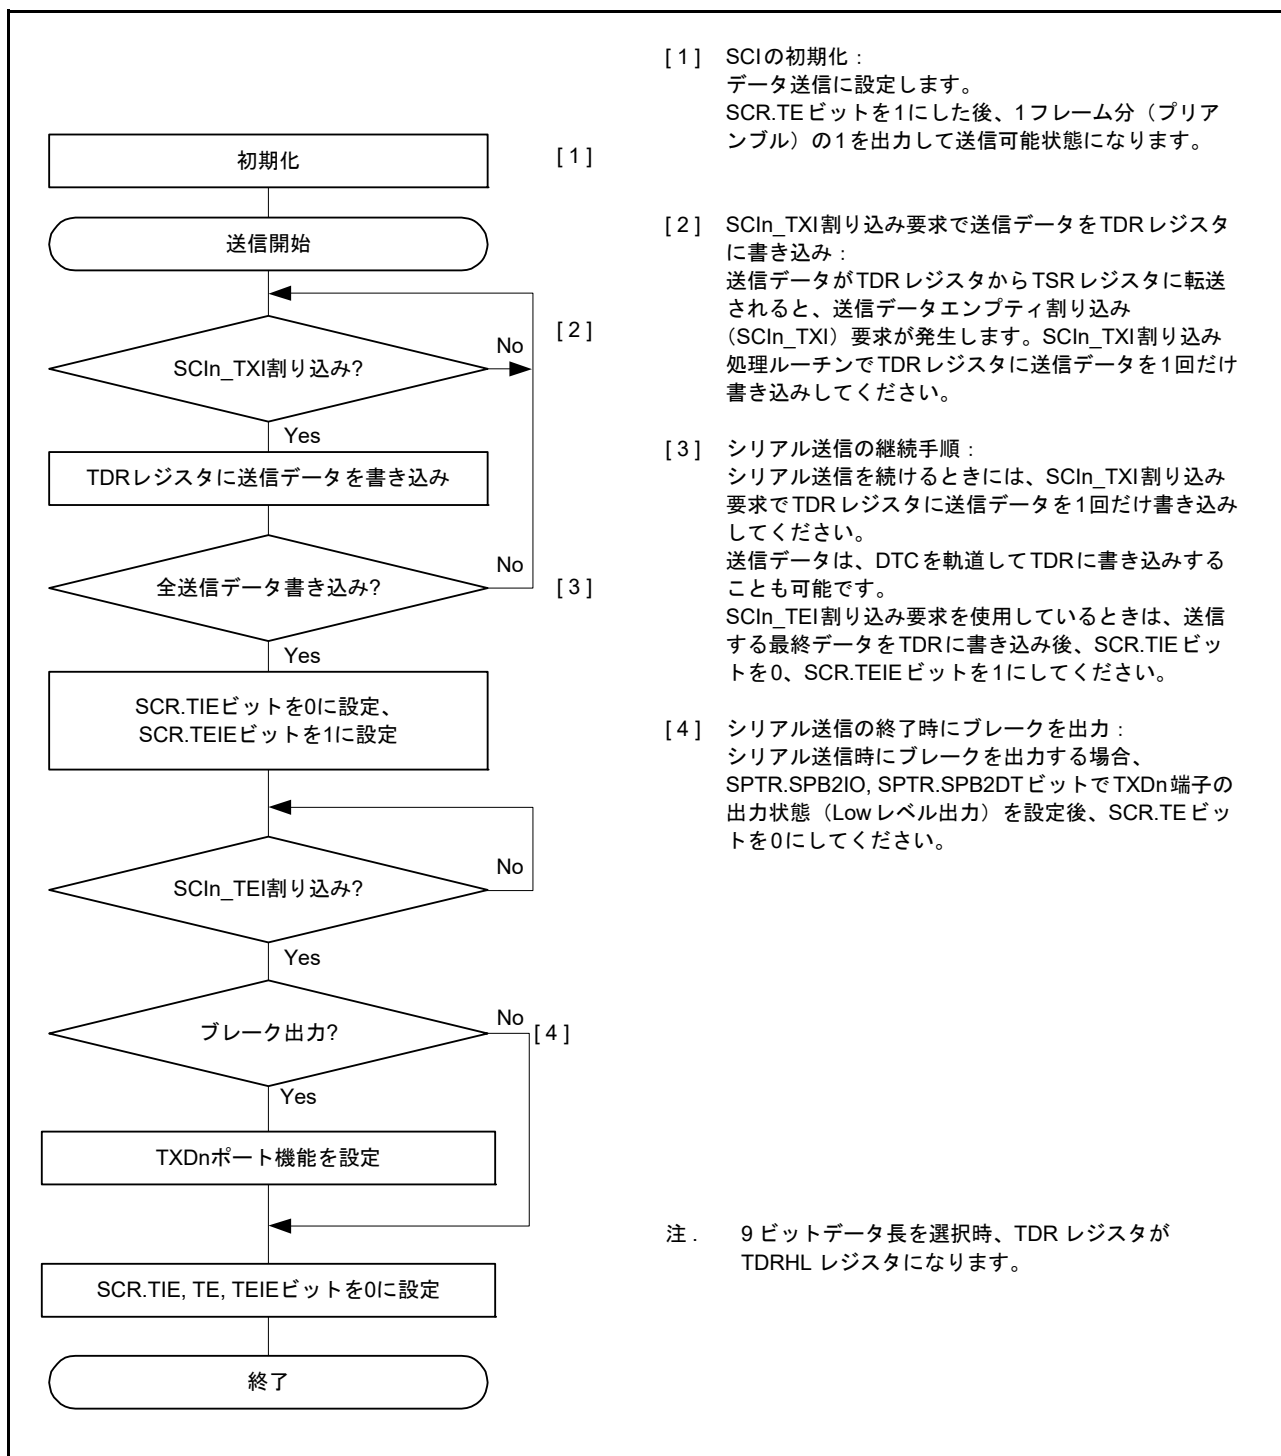 初期化
[ 1 ]
送信開始
SCIn_TXI割り込み?
No
[ 2 ]
Yes
TDRレジスタに送信データを書き込み
全送信データ書き込み?
No
[ 3 ]
Yes
SCR.TIEビットを0に設定、
SCR.TEIEビットを1に設定
SCIn_TEI割り込み?
No
Yes
ブレーク出力?
No
[ 4 ]
Yes
TXDnポート機能を設定
SCR.TIE, TE, TEIEビットを0に設定
終了
[ 1 ] SCIの初期化：
データ送信に設定します。
SCR.TEビットを1にした後、1フレーム分（プリア
ンブル）の1を出力して送信可能状態になります。
[ 2 ] SCIn_TXI割り込み要求で送信データをTDRレジスタ
に書き込み：
送信データがTDRレジスタからTSRレジスタに転送
されると、送信データエンプティ割り込み
（SCIn_TXI）要求が発生します。SCIn_TXI割り込み
処理ルーチンでTDRレジスタに送信データを1回だけ
書き込みしてください。
[ 3 ] シリアル送信の継続手順：
シリアル送信を続けるときには、SCIn_TXI割り込み
要求でTDRレジスタに送信データを1回だけ書き込み
してください。
送信データは、DTCを軌道してTDRに書き込みする
ことも可能です。
SCIn_TEI割り込み要求を使用しているときは、送信
する最終データをTDRに書き込み後、SCR.TIEビッ
トを0、SCR.TEIEビットを1にしてください。
[ 4 ] シリアル送信の終了時にブレークを出力：
シリアル送信時にブレークを出力する場合、
SPTR.SPB2IO, SPTR.SPB2DTビットでTXDn端子の
出力状態（Lowレベル出力）を設定後、SCR.TEビッ
トを0にしてください。
注 . 9 ビットデータ長を選択時、TDR レジスタが
TDRHL レジスタになります。